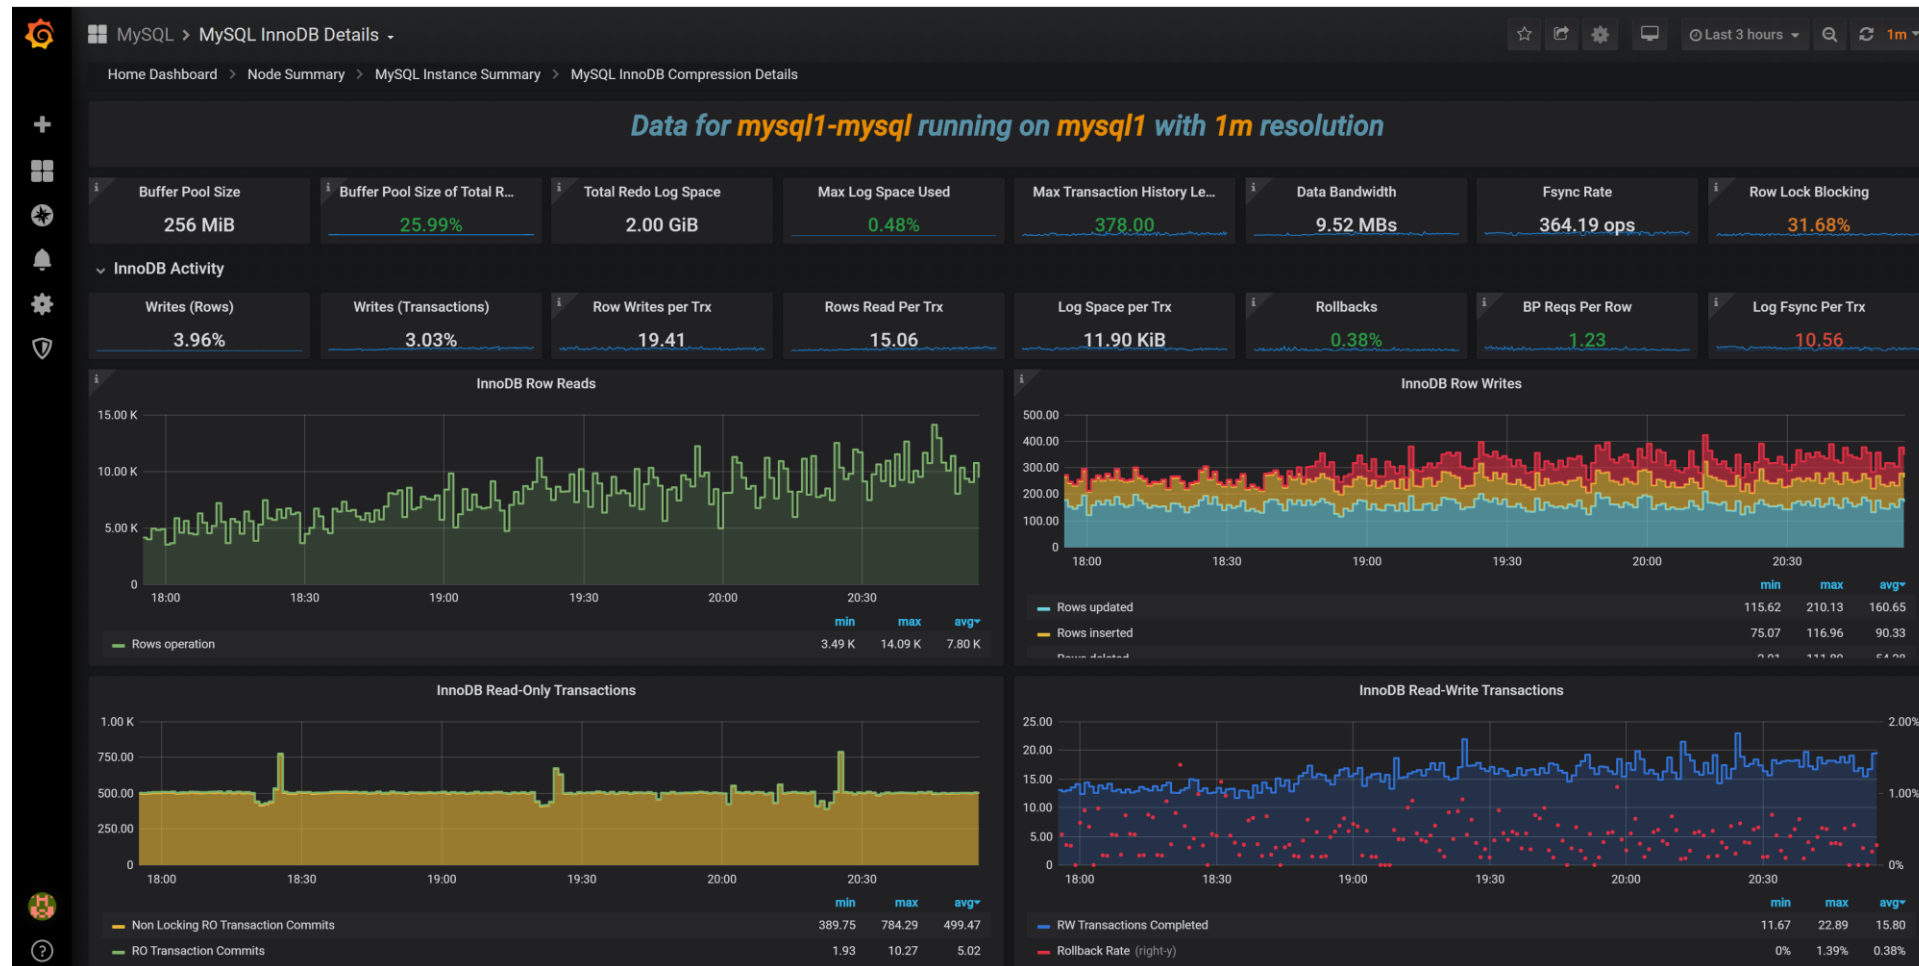 MySQL > MySQL InnoDB Details
Last 3 hours
1m
Home Dashboard > Node Summary > MySQL Instance Summary > MySQL InnoDB Compression Details
Data for mysql1-mysql running on mysql1 with 1m resolution
Buffer Pool Size
256 MiB
Buffer Pool Size of Total R...
25.99%
Total Redo Log Space
2.00 GiB
Max Log Space Used
0.48%
Max Transaction History Le...
378.00
Data Bandwidth
9.52 MBs
Fsync Rate
364.19 ops
Row Lock Blocking
31.68%
InnoDB Activity
Writes (Rows)
3.96%
Writes (Transactions)
3.03%
Row Writes per Trx
19.41
Rows Read Per Trx
15.06
Log Space per Trx
11.90 KiB
Rollbacks
0.38%
BP Reqs Per Row
1.23
Log Fsync Per Trx
10.56
InnoDB Row Reads
15.00 K
10.00 K
5.00 K
0
18:00 18:30 19:00 19:30 20:00 20:30
min max avg
Rows operation 3.49 K 14.09 K 7.80 K
InnoDB Row Writes
500.00
400.00
300.00
200.00
100.00
0
18:00 18:30 19:00 19:30 20:00 20:30
min max avg
Rows updated 115.62 210.13 160.65
Rows inserted 75.07 116.96 90.33
Rows deleted
InnoDB Read-Only Transactions
1.00 K
750.00
500.00
250.00
0
18:00 18:30 19:00 19:30 20:00 20:30
min max avg
Non Locking RO Transaction Commits 389.75 784.29 499.47
RO Transaction Commits 1.93 10.27 5.02
InnoDB Read-Write Transactions
25.00 2.00%
20.00
15.00
10.00 1.00%
5.00
0 0%
18:00 18:30 19:00 19:30 20:00 20:30
min max avg
RW Transactions Completed 11.67 22.89 15.80
Rollback Rate (right-y) 0% 1.39% 0.38%